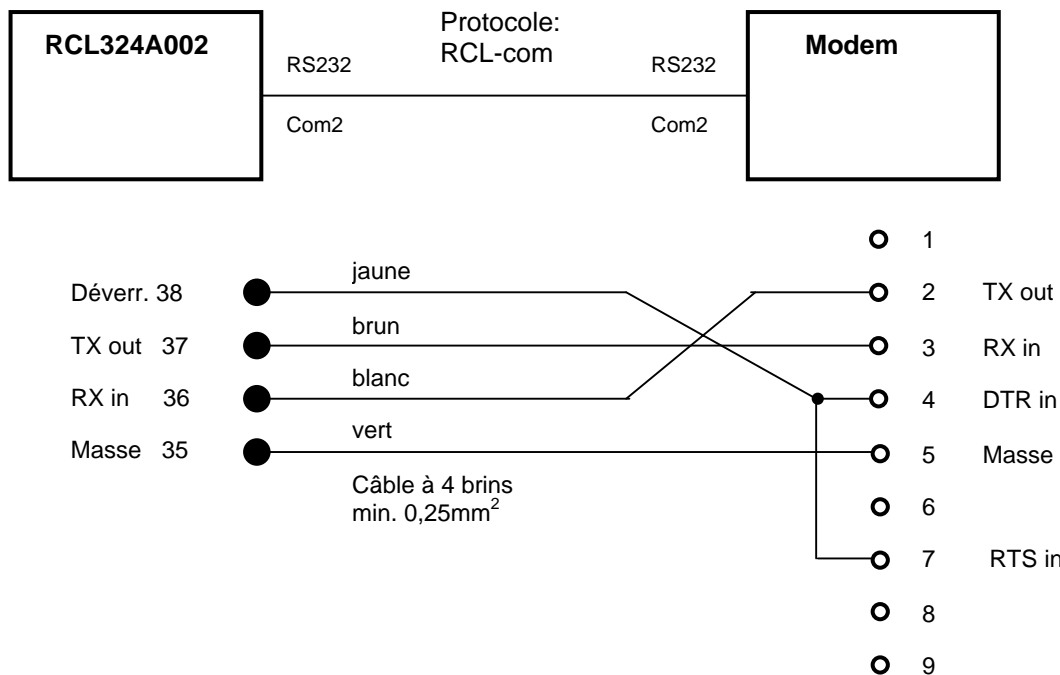 Protocole:
RCL324A002
RCL-com
Modem
RS232
RS232
Com2
Com2
1
jaune
Déverr. 38
2 TX out
brun
TX out 37
3 RX in
blanc
RX in 36
4 DTR in
vert
Masse 35
5 Masse
Câble à 4 brins
min. 0,25mm²
6
7 RTS in
8
9